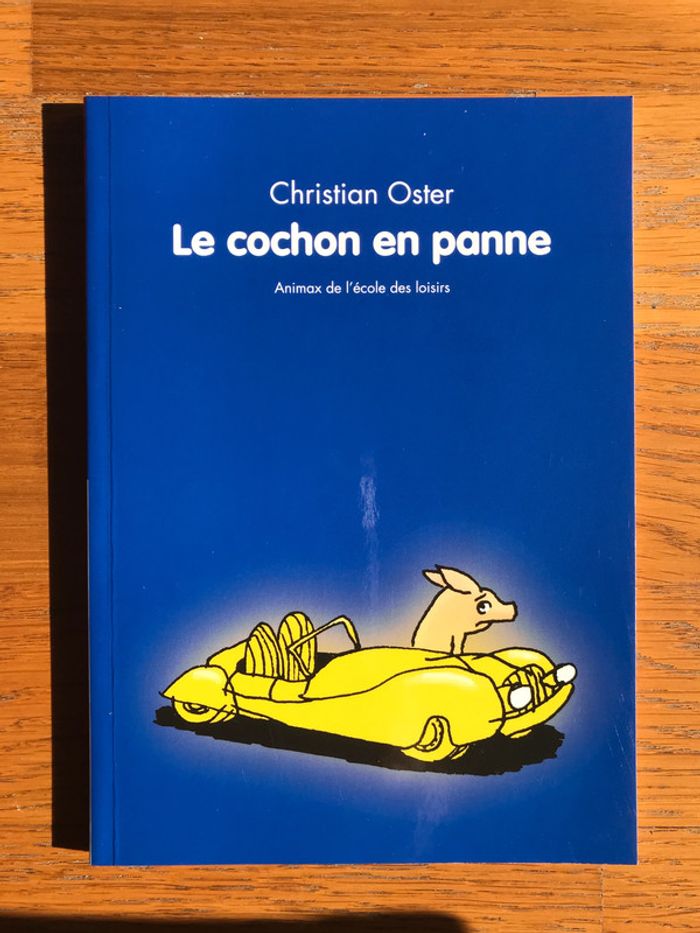 Christian Oster
Le cochon en panne
Animax de l'école des loisirs